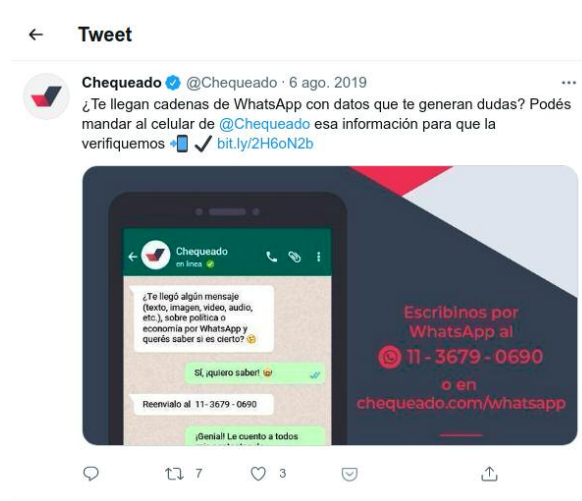 Tweet
Chequeado @Chequeado · 6 ago. 2019
¿Te llegan cadenas de WhatsApp con datos que te generan dudas? Podés
mandar al celular de @Chequeado esa información para que la
verifiquemos bit.ly/2H6oN2b
Chequeado
en línea
¿Te llegó algún mensaje
(texto, imagen, video, audio,
etc.), sobre política o
economía por WhatsApp y
querés saber si es cierto?
Sí, ¡quiero saber!
Reenvialo al 11-3679-0690
¡Genial! Le cuento a todos
Escribinos por
WhatsApp al
11 - 3679 - 0690
o en
chequeado.com/whatsapp
7 3